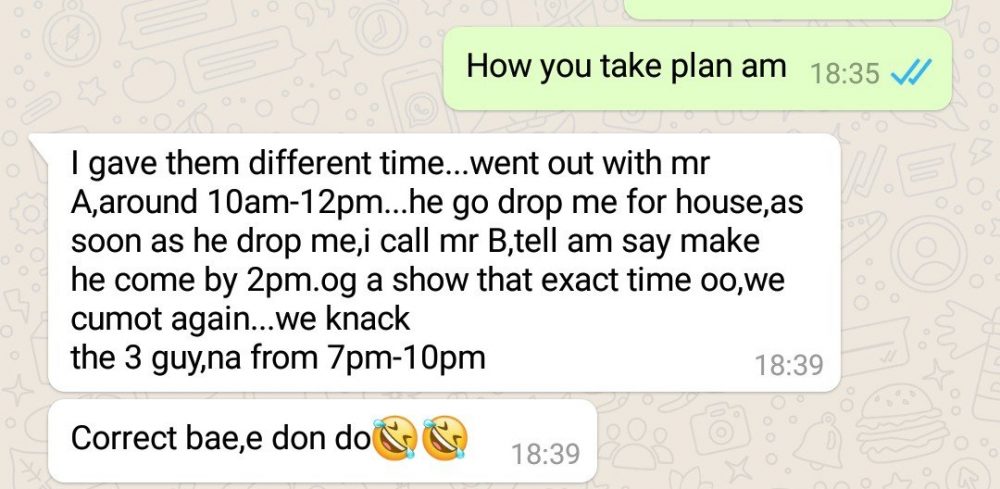 How you take plan am 18:35
I gave them different time...went out with mr
A,around 10am-12pm...he go drop me for house,as
soon as he drop me,i call mr B,tell am say make
he come by 2pm.og a show that exact time oo,we
cumot again...we knack
the 3 guy,na from 7pm-10pm 18:39
Correct bae,e don do🤣🤣 18:39